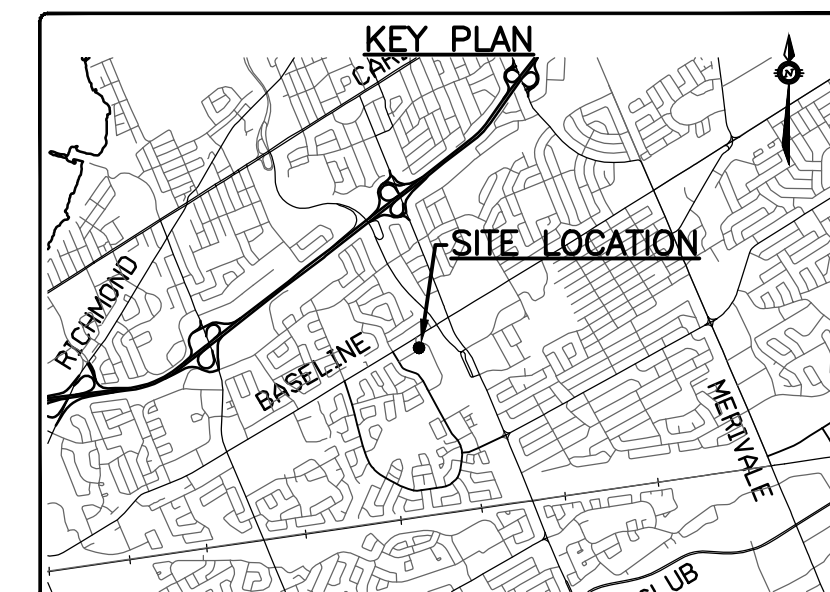 KEY PLAN
N
SITE LOCATION
RICHMOND
BASELINE
MERIVALE